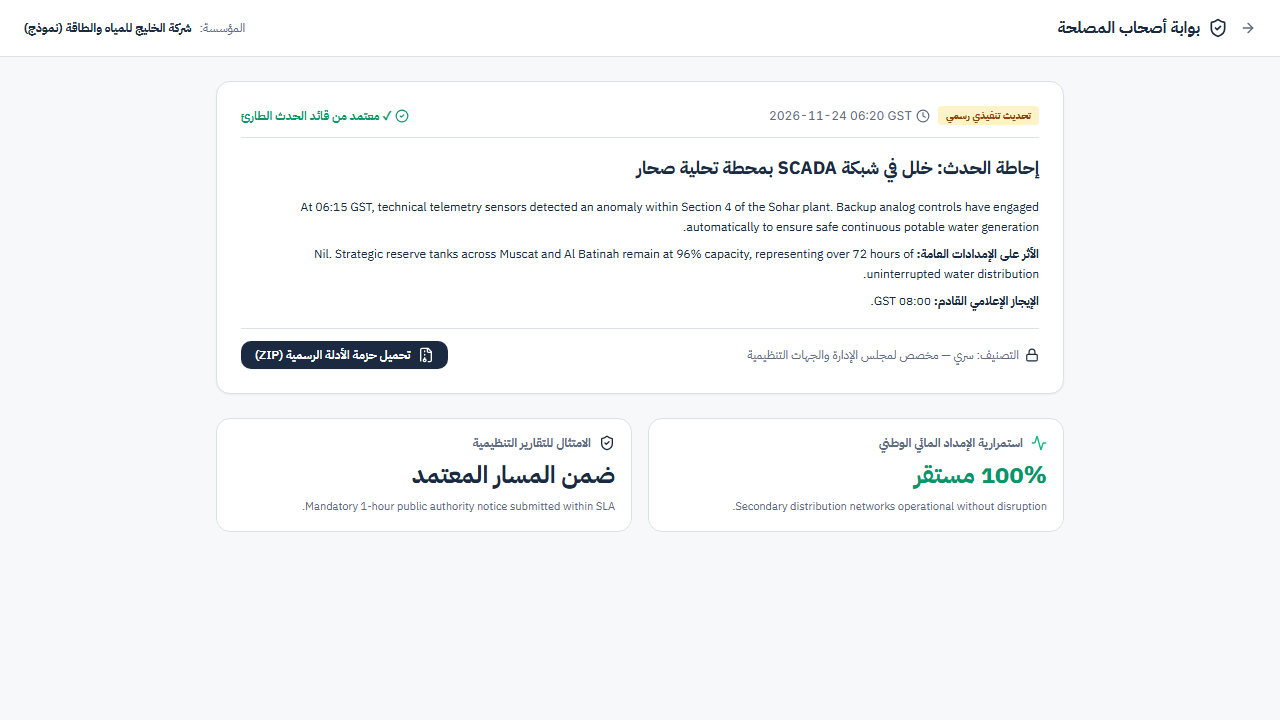 بوابة أصحاب المصلحة
المؤسسة: شركة الخليج للمياه والطاقة (نموذج)
تحديث تنفيذي رسمي
2026-11-24 06:20 GST
✓ معتمد من قائد الحدث الطارئ
إحاطة الحدث: خلل في شبكة SCADA بمحطة تحلية صحار
At 06:15 GST, technical telemetry sensors detected an anomaly within Section 4 of the Sohar plant. Backup analog controls have engaged
automatically to ensure safe continuous potable water generation.
الأثر على الإمدادات العامة: Nil. Strategic reserve tanks across Muscat and Al Batinah remain at 96% capacity, representing over 72 hours of
uninterrupted water distribution.
الإيجاز الإعلامي القادم: 08:00 GST.
التصنيف: سري — مخصص لمجلس الإدارة والجهات التنظيمية
تحميل حزمة الأدلة الرسمية (ZIP)
استمرارية الإمداد المائي الوطني
100% مستقر
Secondary distribution networks operational without disruption.
الامتثال للتقارير التنظيمية
ضمن المسار المعتمد
Mandatory 1-hour public authority notice submitted within SLA.